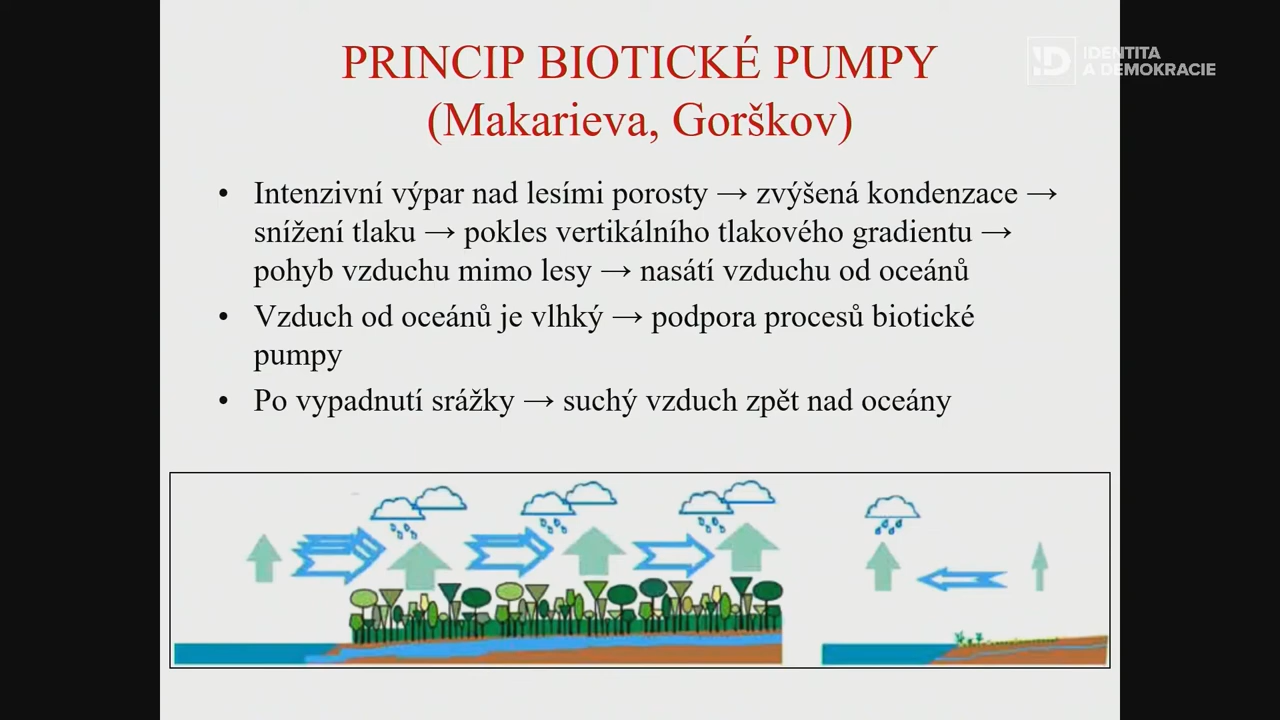 PRINCIP BIOTICKÉ PUMPY
(Makarieva, Gorškov)
ID IDENTITA
A DEMOKRACIE
• Intenzivní výpar nad lesími porosty → zvýšená kondenzace →
snížení tlaku → pokles vertikálního tlakového gradientu →
pohyb vzduchu mimo lesy → nasátí vzduchu od oceánů
• Vzduch od oceánů je vlhký → podpora procesů biotické
pumpy
• Po vypadnutí srážky → suchý vzduch zpět nad oceány